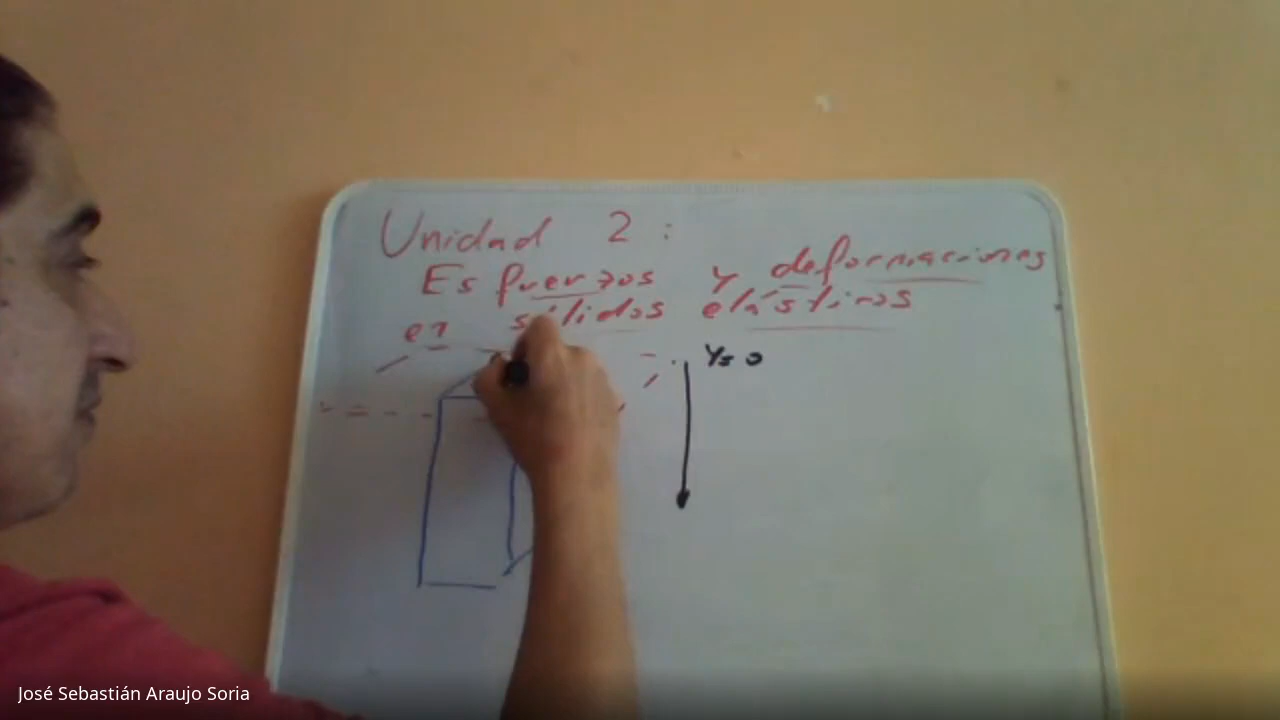 Unidad 2:
Esfuerzos y deformaciones
en sólidos elásticos
Y= 0
José Sebastián Araujo Soria